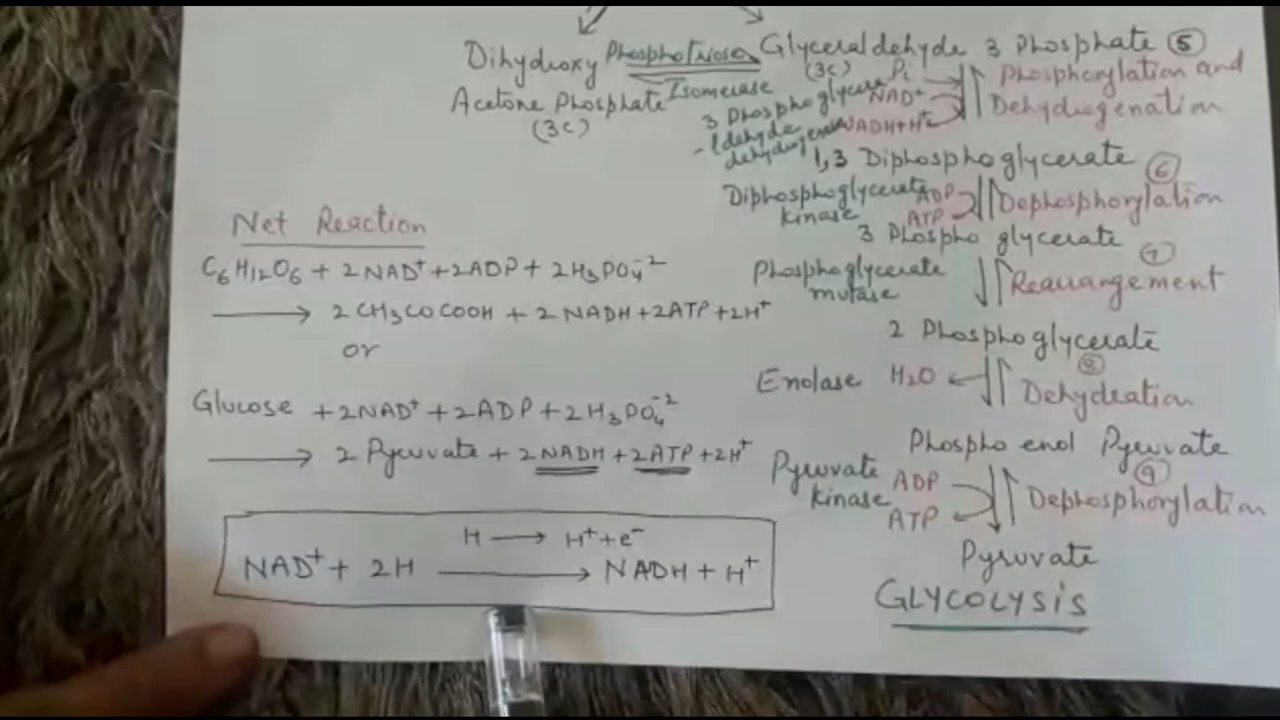 Dihydroxy Phosphotriose Glyceraldehyde 3 Phosphate ⑤
Isomerase (3C)
Acetone Phosphate
(3C)
Pi
NAD+
NADH+H+
Phosphorylation and
Dehydrogenation
3 Phosphoglycera
-ldehyde
dehydrogenase
1,3 Diphosphoglycerate
⑥
Diphosphoglycerate
kinase
ADP
ATP
Dephosphorylation
3 Phospho glycerate
⑦
Phosphoglycerate
mutase
Rearrangement
2 Phosphoglycerate
⑧
Enolase H2O
Dehydration
Phospho enol Pyruvate
⑨
Pyruvate
kinase
ADP
ATP
Dephosphorylation
Pyruvate
GLYCOLYSIS
Net Reaction
C6H12O6 + 2NAD+ +2ADP + 2H3PO4-2
⟶ 2CH3COCOOH + 2NADH+2ATP+2H+
or
Glucose +2NAD+ +2ADP+2H3PO4-2
⟶ 2 Pyruvate + 2NADH+2ATP+2H+
H ⟶ H+ + e-
NAD+ + 2H ⟶ NADH + H+